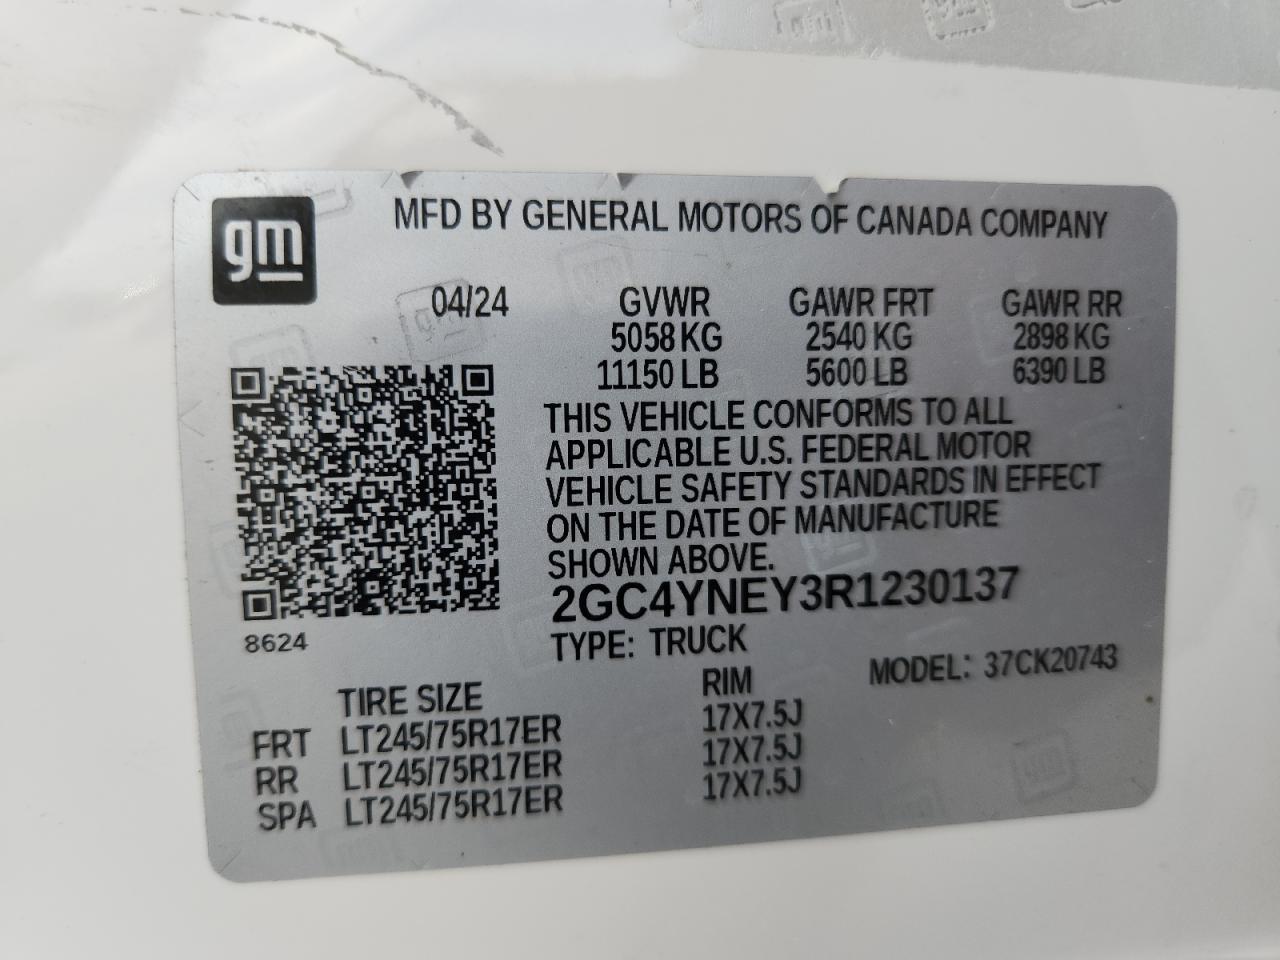 gm
MFD BY GENERAL MOTORS OF CANADA COMPANY
04/24 GVWR GAWR FRT GAWR RR
5058 KG 2540 KG 2898 KG
11150 LB 5600 LB 6390 LB
THIS VEHICLE CONFORMS TO ALL
APPLICABLE U.S. FEDERAL MOTOR
VEHICLE SAFETY STANDARDS IN EFFECT
ON THE DATE OF MANUFACTURE
SHOWN ABOVE.
2GC4YNEY3R1230137
8624
TYPE: TRUCK
MODEL: 37CK20743
TIRE SIZE RIM
FRT LT245/75R17ER 17X7.5J
RR LT245/75R17ER 17X7.5J
SPA LT245/75R17ER 17X7.5J